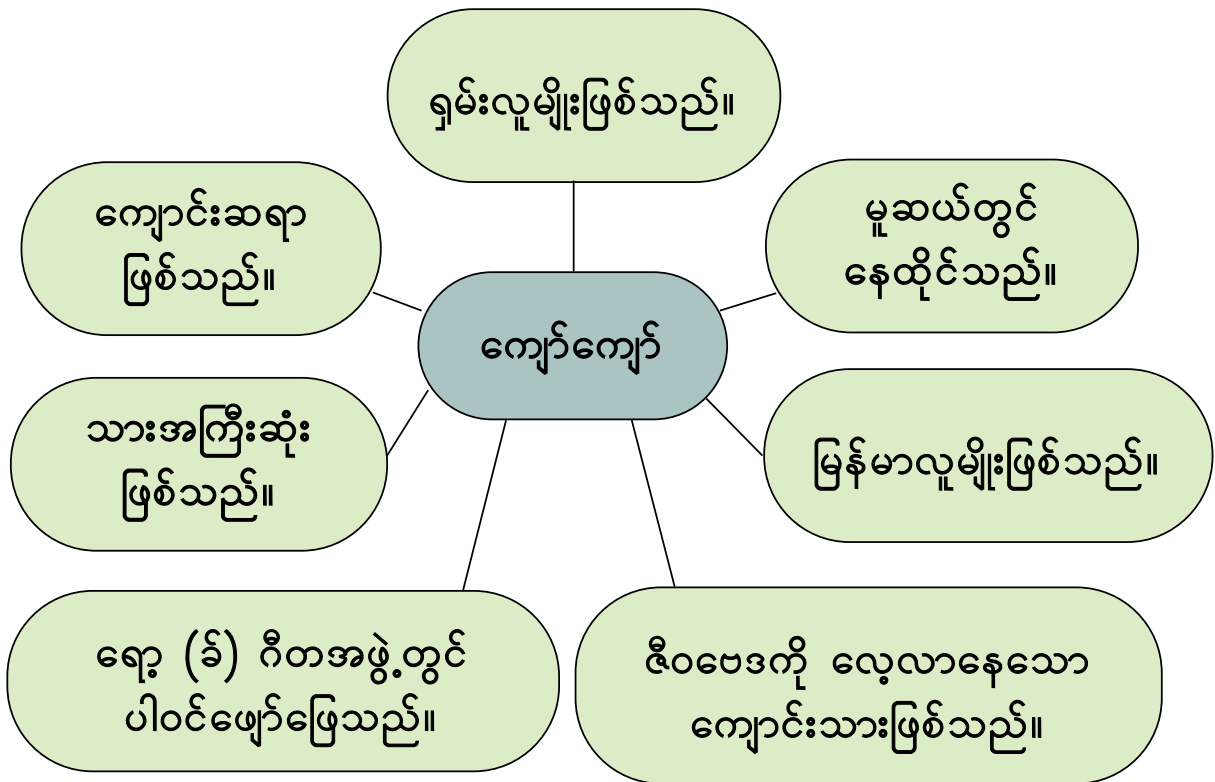 ရှမ်းလူမျိုးဖြစ်သည်။
ကျောင်းဆရာ
ဖြစ်သည်။
မူဆယ်တွင်
နေထိုင်သည်။
ကျော်ကျော်
သားအကြီးဆုံး
ဖြစ်သည်။
မြန်မာလူမျိုးဖြစ်သည်။
ရော့ (ခ်) ဂီတအဖွဲ့တွင်
ပါဝင်ဖျော်ဖြေသည်။
ဇီဝဗေဒကို လေ့လာနေသော
ကျောင်းသားဖြစ်သည်။